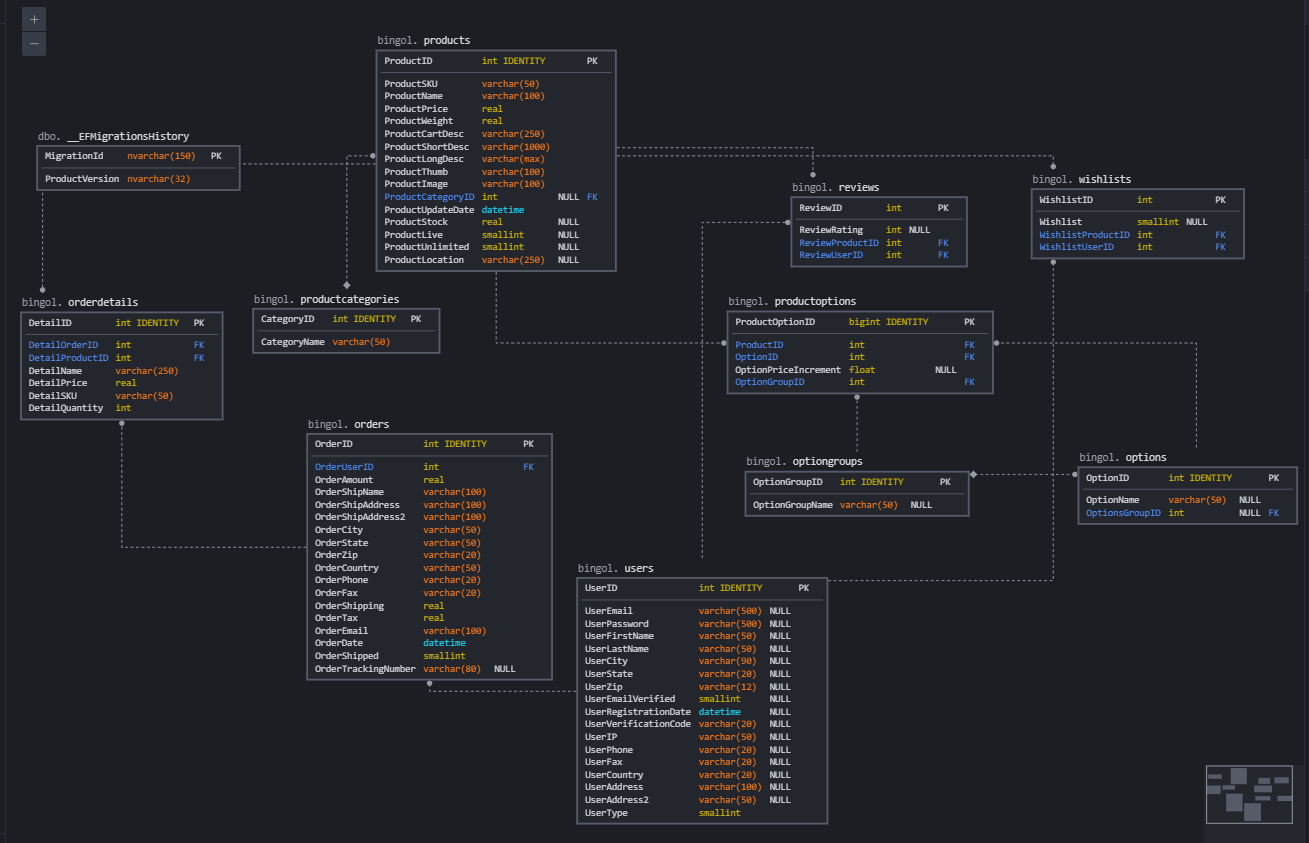 +
−
bingol. products
ProductID int IDENTITY PK
ProductSKU varchar(50)
ProductName varchar(100)
ProductPrice real
ProductWeight real
ProductCartDesc varchar(250)
ProductShortDesc varchar(1000)
ProductLongDesc varchar(max)
ProductThumb varchar(100)
ProductImage varchar(100)
ProductCategoryID int NULL FK
ProductUpdateDate datetime
ProductStock real NULL
ProductLive smallint NULL
ProductUnlimited smallint NULL
ProductLocation varchar(250) NULL
dbo. __EFMigrationsHistory
MigrationId nvarchar(150) PK
ProductVersion nvarchar(32)
bingol. reviews
ReviewID int PK
ReviewRating int NULL
ReviewProductID int FK
ReviewUserID int FK
bingol. wishlists
WishlistID int PK
Wishlist smallint NULL
WishlistProductID int FK
WishlistUserID int FK
bingol. orderdetails
DetailID int IDENTITY PK
DetailOrderID int FK
DetailProductID int FK
DetailName varchar(250)
DetailPrice real
DetailSKU varchar(50)
DetailQuantity int
bingol. productcategories
CategoryID int IDENTITY PK
CategoryName varchar(50)
bingol. productoptions
ProductOptionID bigint IDENTITY PK
ProductID int FK
OptionID int FK
OptionPriceIncrement float NULL
OptionGroupID int FK
bingol. orders
OrderID int IDENTITY PK
OrderUserID int FK
OrderAmount real
OrderShipName varchar(100)
OrderShipAddress varchar(100)
OrderShipAddress2 varchar(100)
OrderCity varchar(50)
OrderState varchar(50)
OrderZip varchar(20)
OrderCountry varchar(50)
OrderPhone varchar(20)
OrderFax varchar(20)
OrderShipping real
OrderTax real
OrderEmail varchar(100)
OrderDate datetime
OrderShipped smallint
OrderTrackingNumber varchar(80) NULL
bingol. optiongroups
OptionGroupID int IDENTITY PK
OptionGroupName varchar(50) NULL
bingol. options
OptionID int IDENTITY PK
OptionName varchar(50) NULL
OptionsGroupID int NULL FK
bingol. users
UserID int IDENTITY PK
UserEmail varchar(500) NULL
UserPassword varchar(500) NULL
UserFirstName varchar(50) NULL
UserLastName varchar(50) NULL
UserCity varchar(90) NULL
UserState varchar(20) NULL
UserZip varchar(12) NULL
UserEmailVerified smallint NULL
UserRegistrationDate datetime NULL
UserVerificationCode varchar(20) NULL
UserIP varchar(50) NULL
UserPhone varchar(20) NULL
UserFax varchar(20) NULL
UserCountry varchar(20) NULL
UserAddress varchar(100) NULL
UserAddress2 varchar(50) NULL
UserType smallint